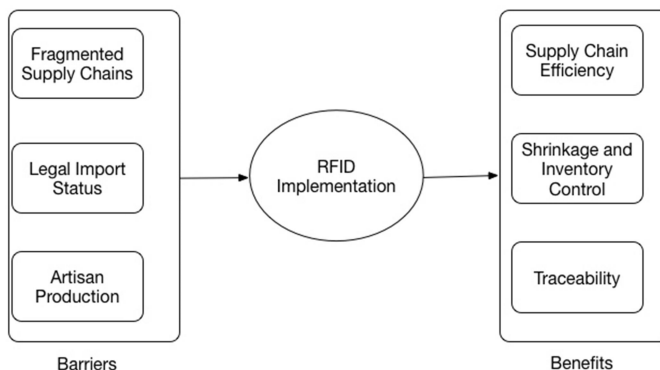 Fragmented
Supply Chains
Legal Import
Status
Artisan
Production
Barriers
RFID
Implementation
Supply Chain
Efficiency
Shrinkage and
Inventory
Control
Traceability
Benefits